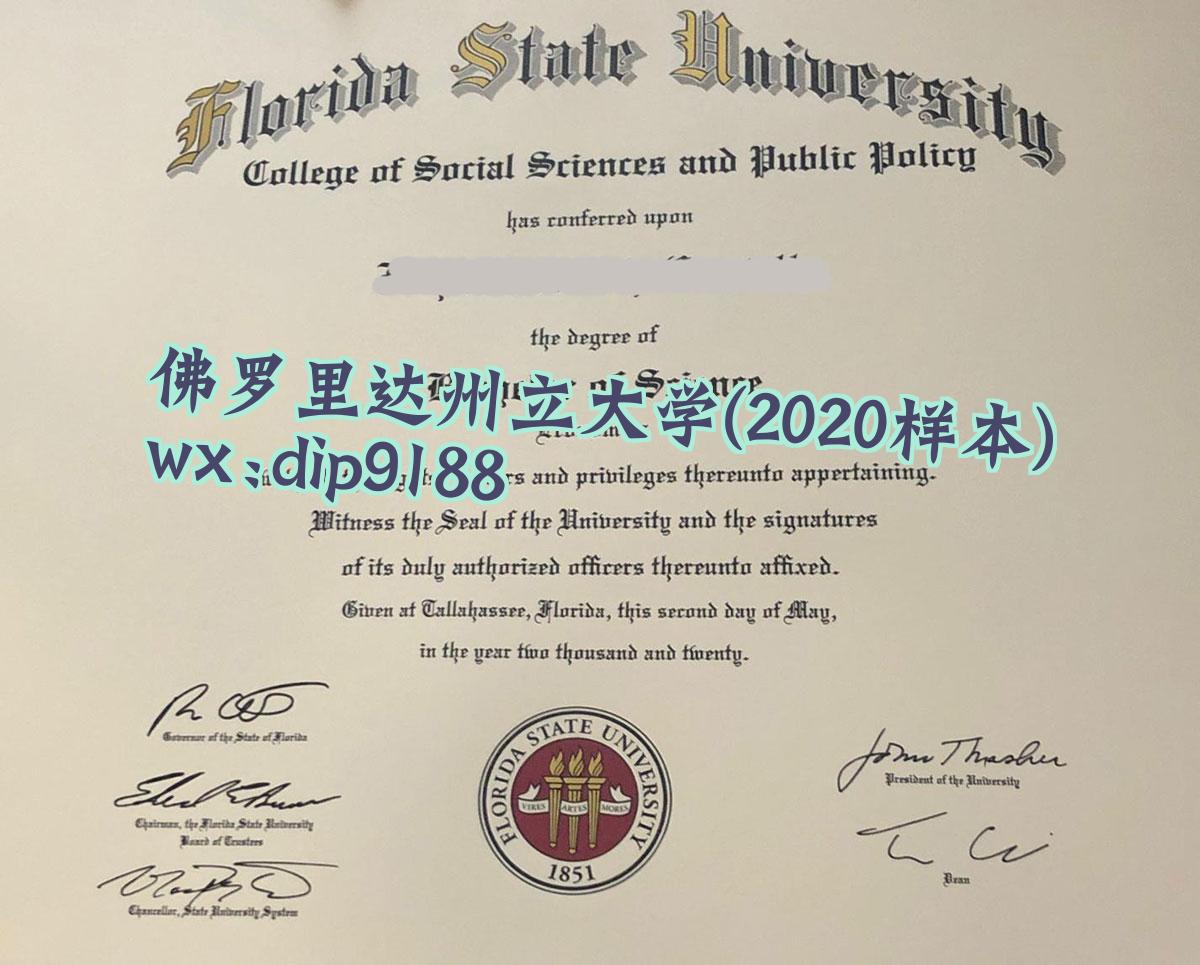 Florida State University
College of Social Sciences and Public Policy
has conferred upon
the degree of
of Science
佛罗里达州立大学(2020样本)
wx:dip9188
and privileges thereunto appertaining.
Witness the Seal of the University and the signatures
of its duly authorized officers thereunto affixed.
Given at Tallahassee, Florida, this second day of May,
in the year two thousand and twenty.
Governor of the State of Florida
Chairman, the Florida State University
Board of Trustees
Chancellor, State University System
FLORIDA STATE UNIVERSITY
VIRES ARTES MORES
1851
John Thrasher
President of the University
Dean